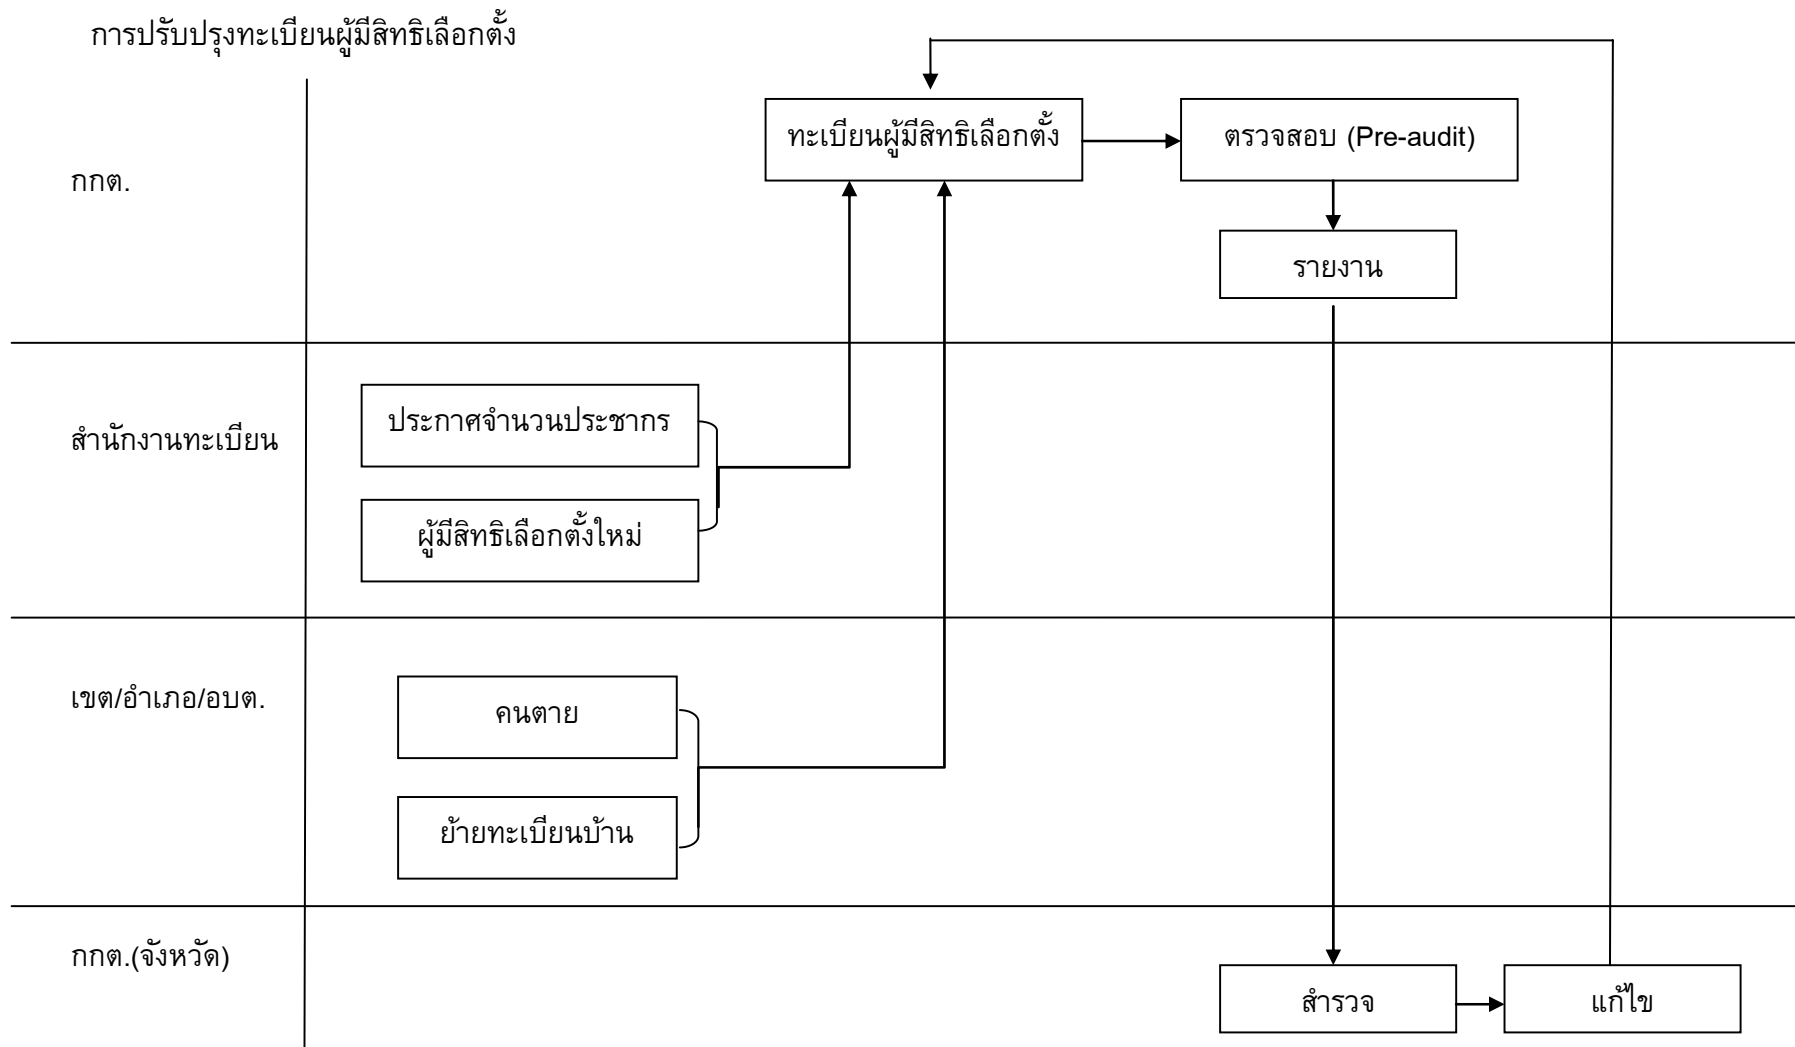 การปรับปรุงทะเบียนผู้มีสิทธิเลือกตั้ง
กกต.
ทะเบียนผู้มีสิทธิเลือกตั้ง
ตรวจสอบ (Pre-audit)
รายงาน
สำนักงานทะเบียน
ประกาศจำนวนประชากร
ผู้มีสิทธิเลือกตั้งใหม่
เขต/อำเภอ/อบต.
คนตาย
ย้ายทะเบียนบ้าน
กกต.(จังหวัด)
สำรวจ
แก้ไข